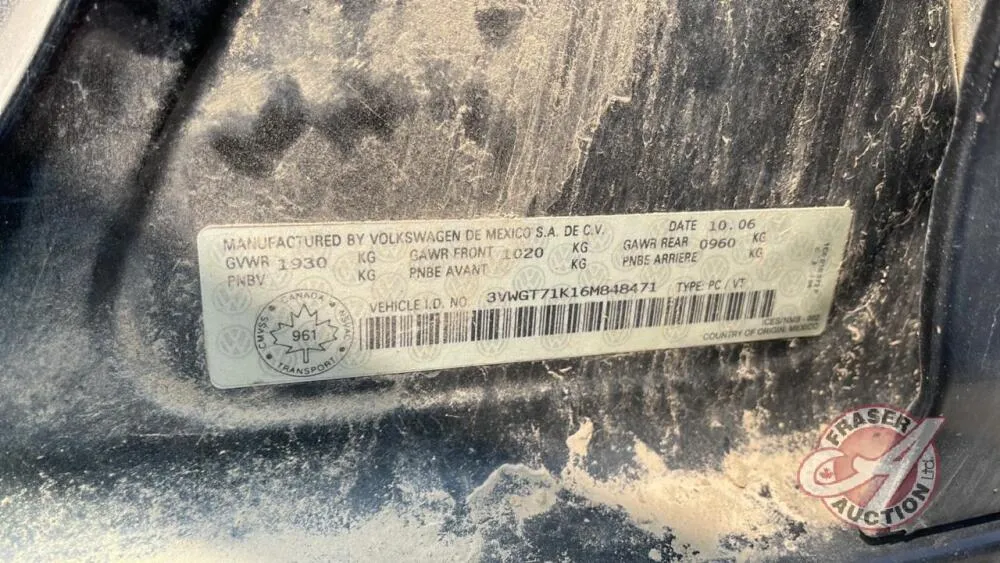 MANUFACTURED BY VOLKSWAGEN DE MEXICO S.A. DE C.V. DATE 10.06
GVWR 1930 KG GAWR FRONT 1020 KG GAWR REAR 0960 KG
PNBV KG PNBE AVANT KG PNBE ARRIERE KG
VEHICLE I.D. NO. 3VWGT71K16M848471 TYPE: PC / VT
CANADA
CMVSS
961
NSVAC
TRANSPORT
COUNTRY OF ORIGIN: MEXICO
FRASER
AUCTION Ltd.